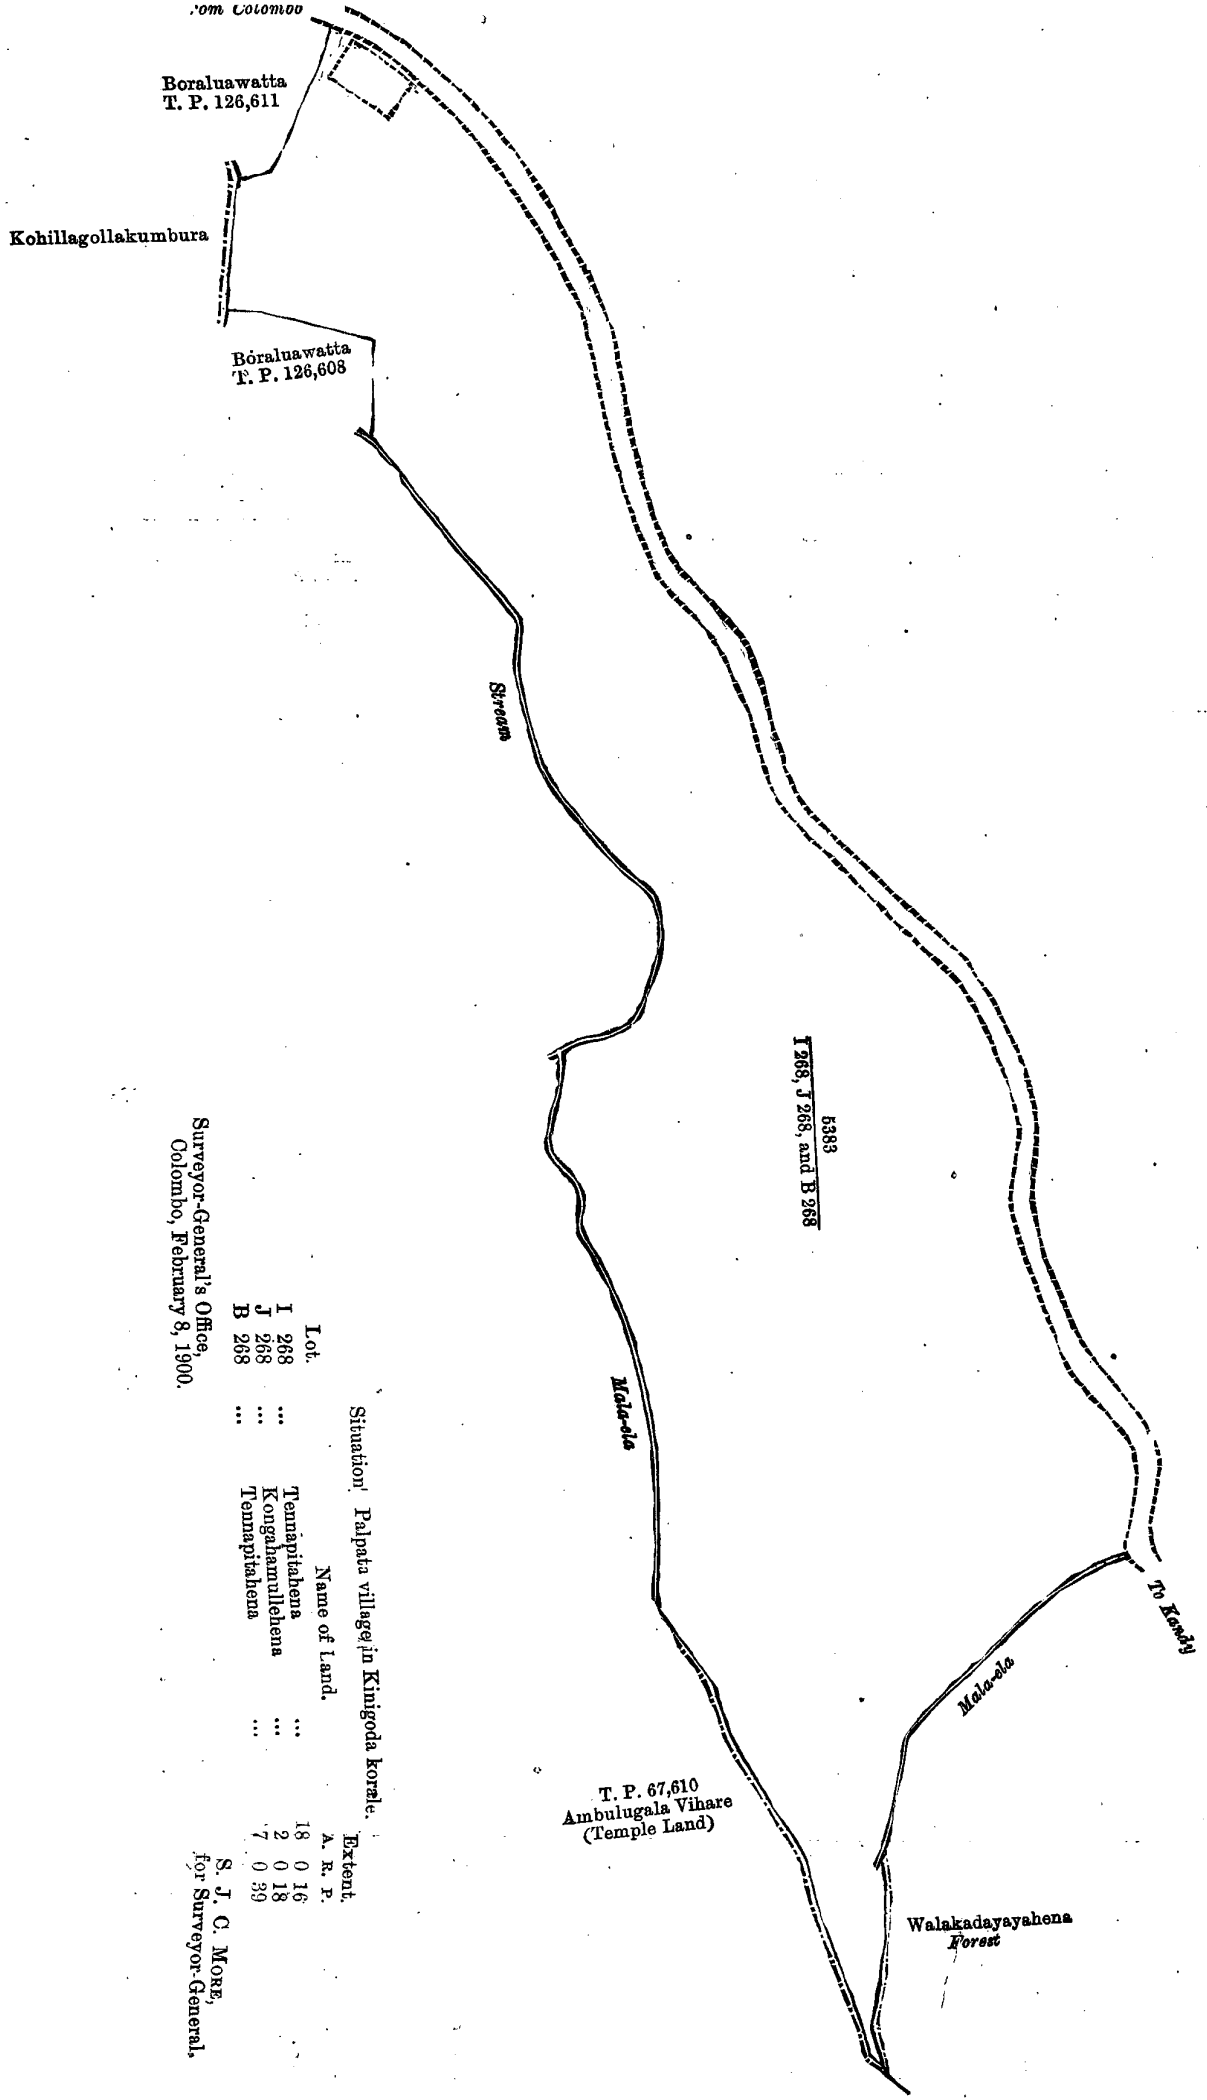 Colombo
Boraluawatta
T. P. 126,611
Kohillagollakumbura
Boraluawatta
T. P. 126,608
Stream
5383
I 268, J 268, and B 268
Mala-ela
To Kandy
Mala-ela
T. P. 67,610
Ambulugala Vihare
(Temple Land)
Walakadayayahena
Forest
Situation Palpata village in Kinigoda korale.
Lot. Name of Land. Extent.
A. R. P.
I 268 ... Tennapitahena ... 18 0 16
J 268 ... Kongahamullehena ... 2 0 18
B 268 ... Tennapitahena ... 7 0 39
Surveyor-General's Office,
Colombo, February 8, 1900.
S. J. C. MORE,
for Surveyor-General,